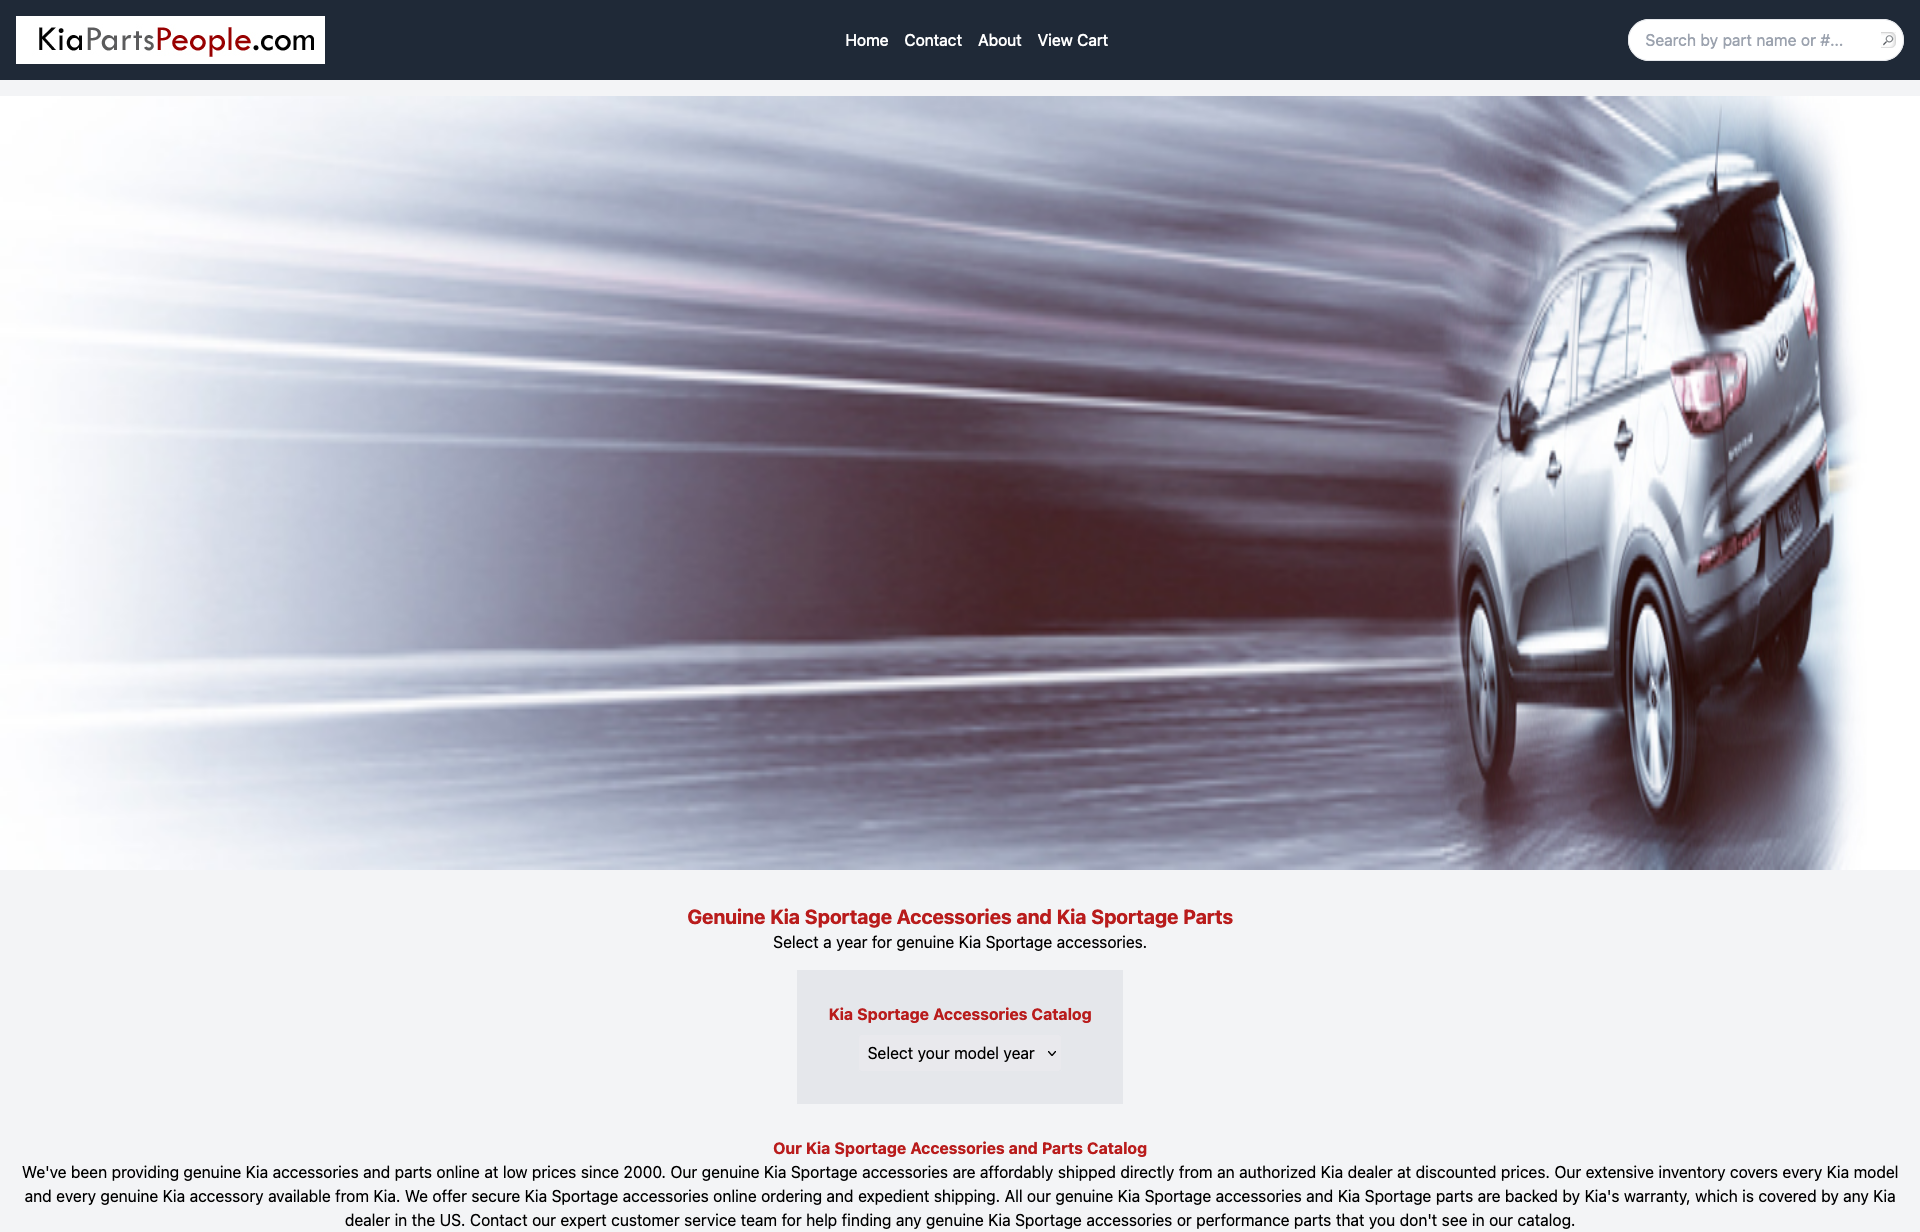 KiaPartsPeople.com
Home Contact About View Cart
Search by part name or #...
Genuine Kia Sportage Accessories and Kia Sportage Parts
Select a year for genuine Kia Sportage accessories.
Kia Sportage Accessories Catalog
Select your model year
Our Kia Sportage Accessories and Parts Catalog
We've been providing genuine Kia accessories and parts online at low prices since 2000. Our genuine Kia Sportage accessories are affordably shipped directly from an authorized Kia dealer at discounted prices. Our extensive inventory covers every Kia model
and every genuine Kia accessory available from Kia. We offer secure Kia Sportage accessories online ordering and expedient shipping. All our genuine Kia Sportage accessories and Kia Sportage parts are backed by Kia's warranty, which is covered by any Kia
dealer in the US. Contact our expert customer service team for help finding any genuine Kia Sportage accessories or performance parts that you don't see in our catalog.